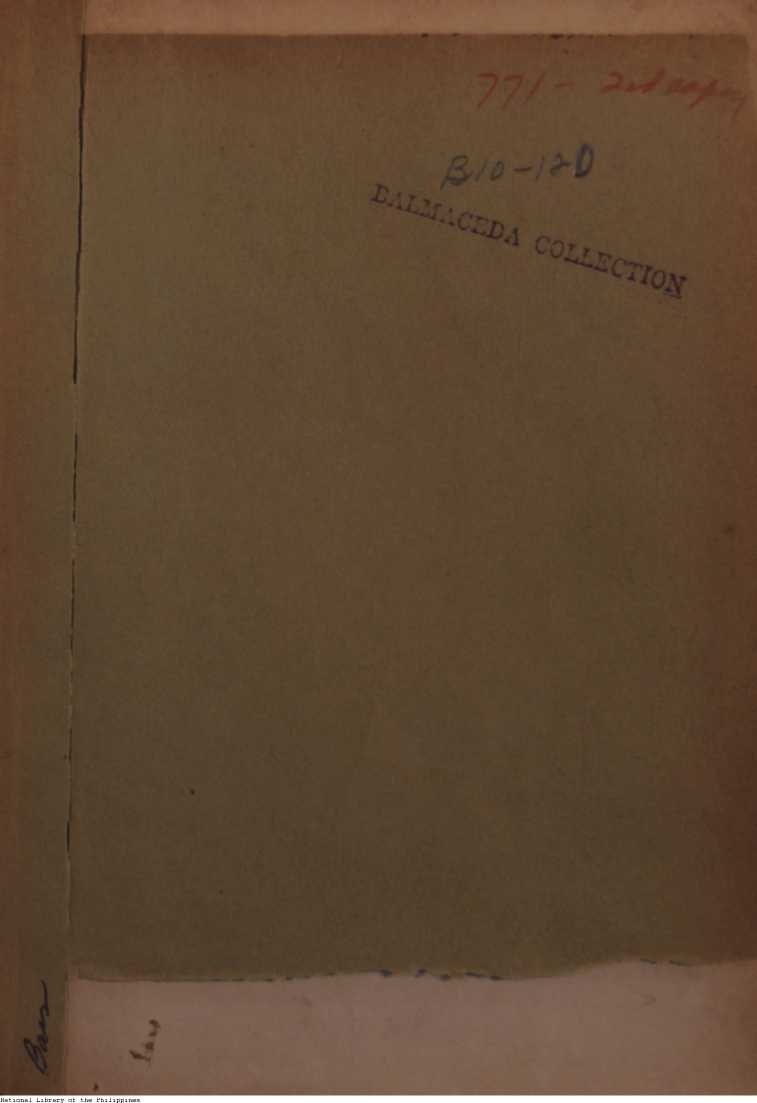 771 - 2nd copy
B10-12D
BALMACEDA COLLECTION
National Library of the Philippines